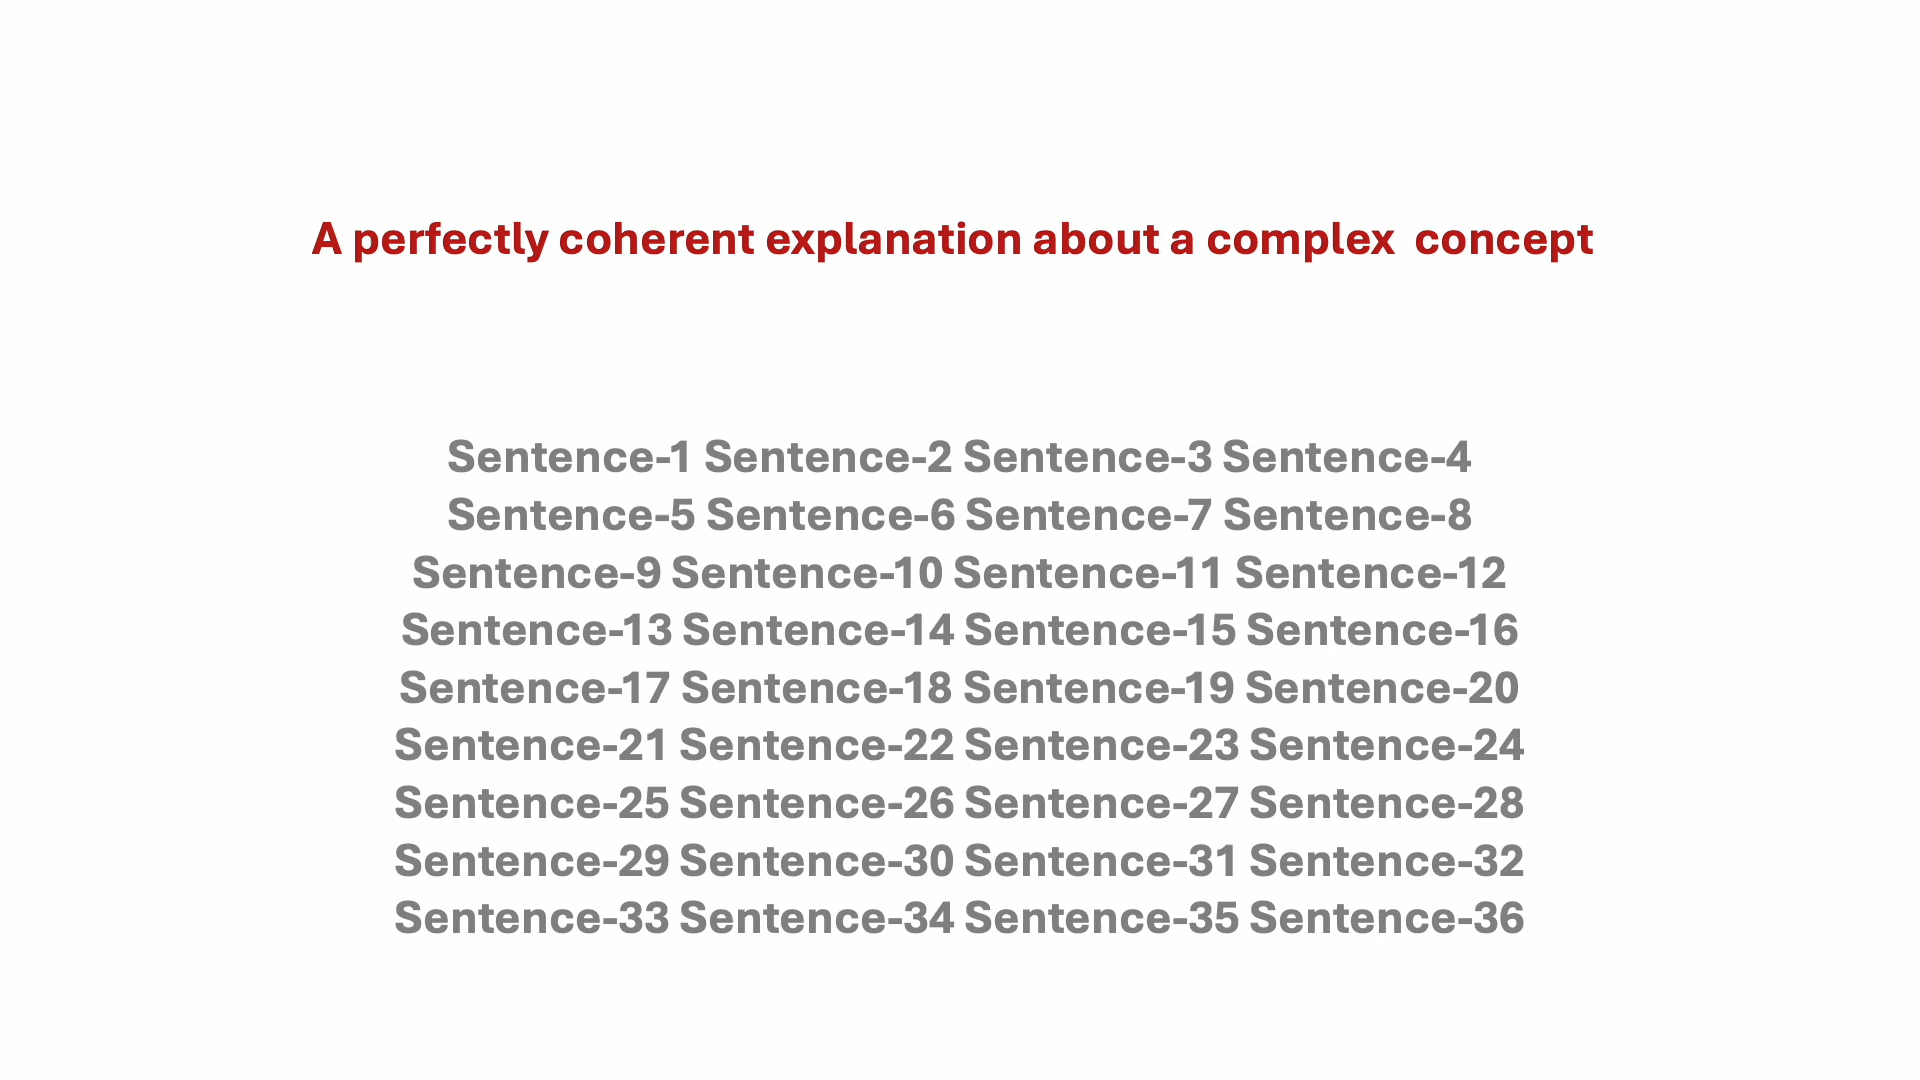 A perfectly coherent explanation about a complex  concept
Sentence-1 Sentence-2 Sentence-3 Sentence-4
Sentence-5 Sentence-6 Sentence-7 Sentence-8
Sentence-9 Sentence-10 Sentence-11 Sentence-12
Sentence-13 Sentence-14 Sentence-15 Sentence-16
Sentence-17 Sentence-18 Sentence-19 Sentence-20
Sentence-21 Sentence-22 Sentence-23 Sentence-24
Sentence-25 Sentence-26 Sentence-27 Sentence-28
Sentence-29 Sentence-30 Sentence-31 Sentence-32
Sentence-33 Sentence-34 Sentence-35 Sentence-36